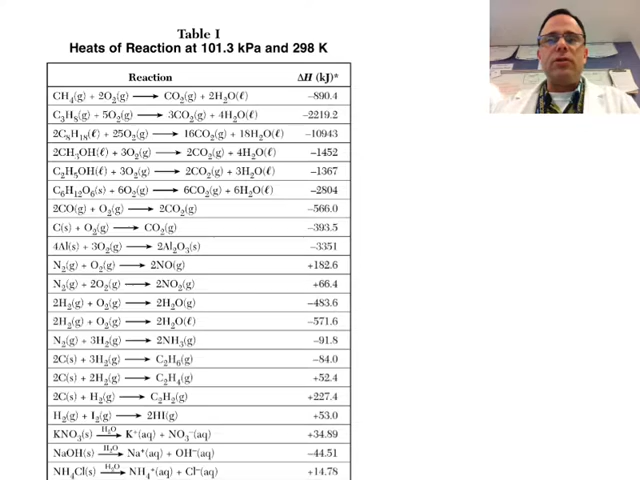 Table I
Heats of Reaction at 101.3 kPa and 298 K
Reaction ΔH (kJ)*
CH₄(g) + 2O₂(g) ⟶ CO₂(g) + 2H₂O(ℓ) –890.4
C₃H₈(g) + 5O₂(g) ⟶ 3CO₂(g) + 4H₂O(ℓ) –2219.2
2C₈H₁₈(ℓ) + 25O₂(g) ⟶ 16CO₂(g) + 18H₂O(ℓ) –10943
2CH₃OH(ℓ) + 3O₂(g) ⟶ 2CO₂(g) + 4H₂O(ℓ) –1452
C₂H₅OH(ℓ) + 3O₂(g) ⟶ 2CO₂(g) + 3H₂O(ℓ) –1367
C₆H₁₂O₆(s) + 6O₂(g) ⟶ 6CO₂(g) + 6H₂O(ℓ) –2804
2CO(g) + O₂(g) ⟶ 2CO₂(g) –566.0
C(s) + O₂(g) ⟶ CO₂(g) –393.5
4Al(s) + 3O₂(g) ⟶ 2Al₂O₃(s) –3351
N₂(g) + O₂(g) ⟶ 2NO(g) +182.6
N₂(g) + 2O₂(g) ⟶ 2NO₂(g) +66.4
2H₂(g) + O₂(g) ⟶ 2H₂O(g) –483.6
2H₂(g) + O₂(g) ⟶ 2H₂O(ℓ) –571.6
N₂(g) + 3H₂(g) ⟶ 2NH₃(g) –91.8
2C(s) + 3H₂(g) ⟶ C₂H₆(g) –84.0
2C(s) + 2H₂(g) ⟶ C₂H₄(g) +52.4
2C(s) + H₂(g) ⟶ C₂H₂(g) +227.4
H₂(g) + I₂(g) ⟶ 2HI(g) +53.0
KNO₃(s) —H₂O→ K⁺(aq) + NO₃⁻(aq) +34.89
NaOH(s) —H₂O→ Na⁺(aq) + OH⁻(aq) –44.51
NH₄Cl(s) —H₂O→ NH₄⁺(aq) + Cl⁻(aq) +14.78